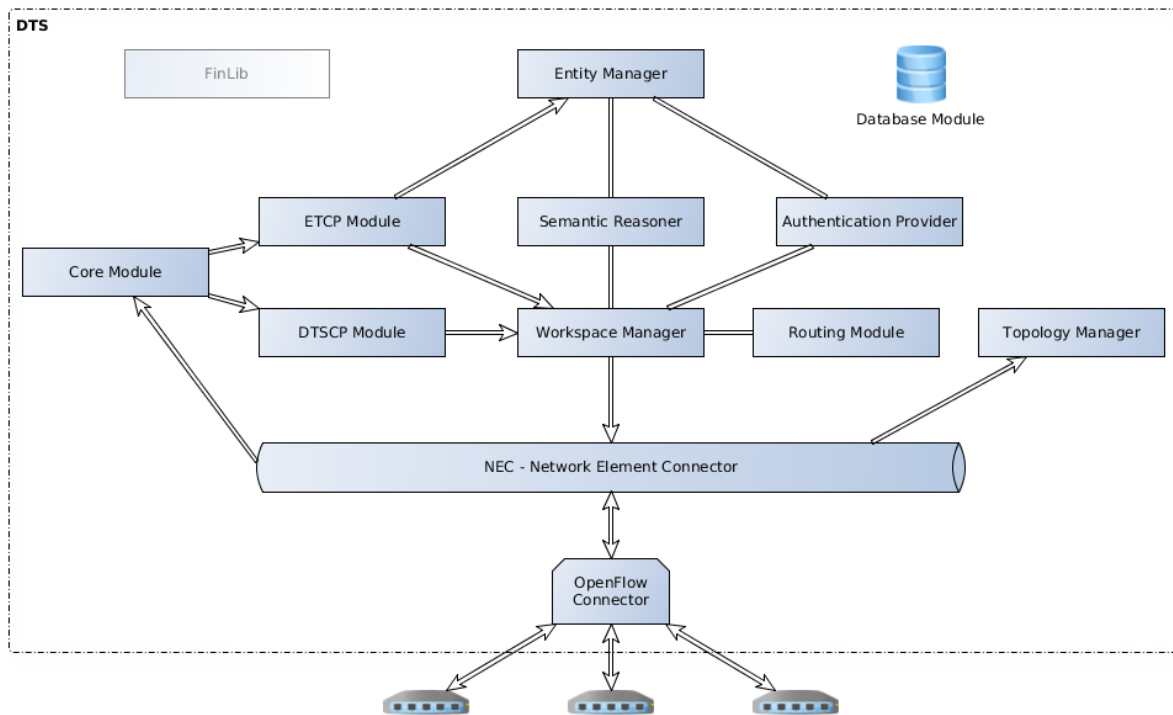 DTS
FinLib
Entity Manager
Database Module
ETCP Module
Semantic Reasoner
Authentication Provider
Core Module
DTSCP Module
Workspace Manager
Routing Module
Topology Manager
NEC - Network Element Connector
OpenFlow
Connector